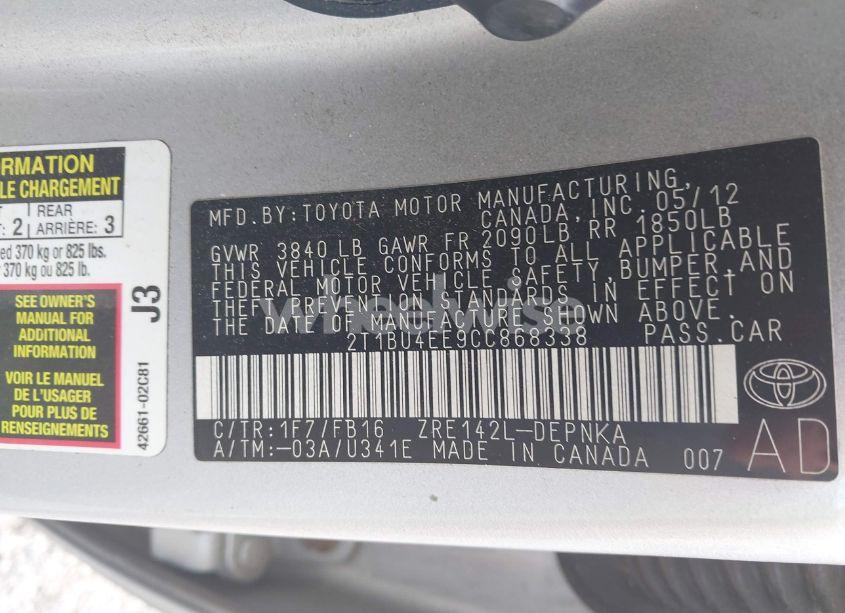 ORMATION
LE CHARGEMENT
T REAR
: 2 ARRIÈRE: 3
ed 370 kg or 825 lbs.
370 kg ou 825 lb.
SEE OWNER'S
MANUAL FOR
ADDITIONAL
INFORMATION
VOIR LE MANUEL
DE L'USAGER
POUR PLUS DE
RENSEIGNEMENTS
J3
42661-02C81
MFD.BY:TOYOTA MOTOR MANUFACTURING,
CANADA,INC.05/12
GVWR 3840 LB GAWR FR 2090LB RR 1850LB
THIS VEHICLE CONFORMS TO ALL APPLICABLE
FEDERAL MOTOR VEHICLE SAFETY,BUMPER AND
THEFT PREVENTION STANDARDS IN EFFECT ON
THE DATE OF MANUFACTURE SHOWN ABOVE.
2T1BU4EE9CC868338 PASS.CAR
C/TR:1F7/FB16 ZRE142L-DEPNKA
A/TM:-03A/U341E MADE IN CANADA 007
AD
wheelwise